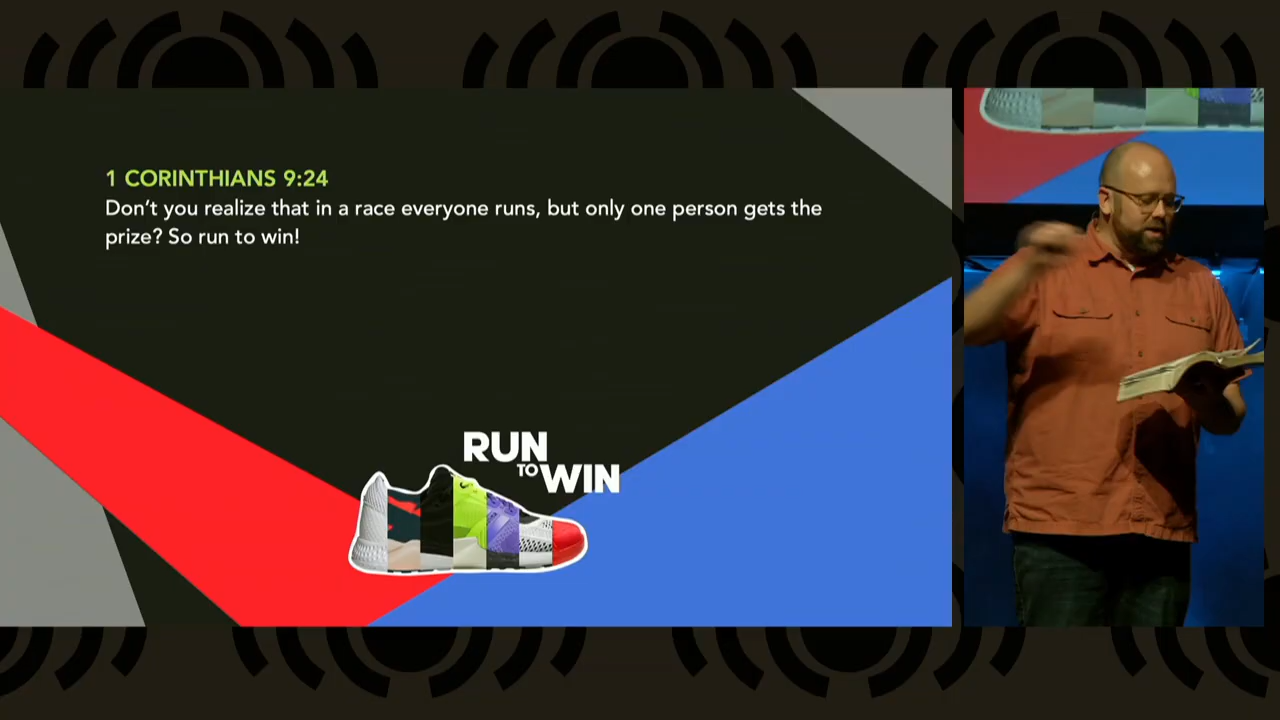 1 CORINTHIANS 9:24
Don't you realize that in a race everyone runs, but only one person gets the
prize? So run to win!
RUN
TO WIN